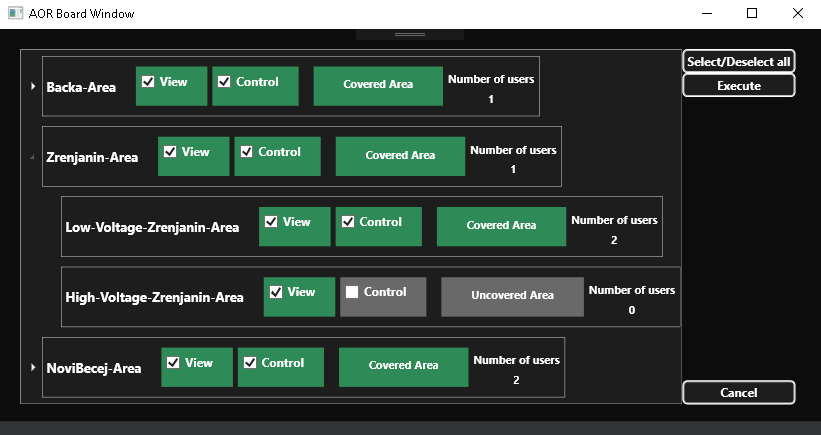 AOR Board Window
Select/Deselect all
Execute
Backa-Area View Control Covered Area Number of users
1
Zrenjanin-Area View Control Covered Area Number of users
1
Low-Voltage-Zrenjanin-Area View Control Covered Area Number of users
2
High-Voltage-Zrenjanin-Area View Control Uncovered Area Number of users
0
NoviBecej-Area View Control Covered Area Number of users
2
Cancel